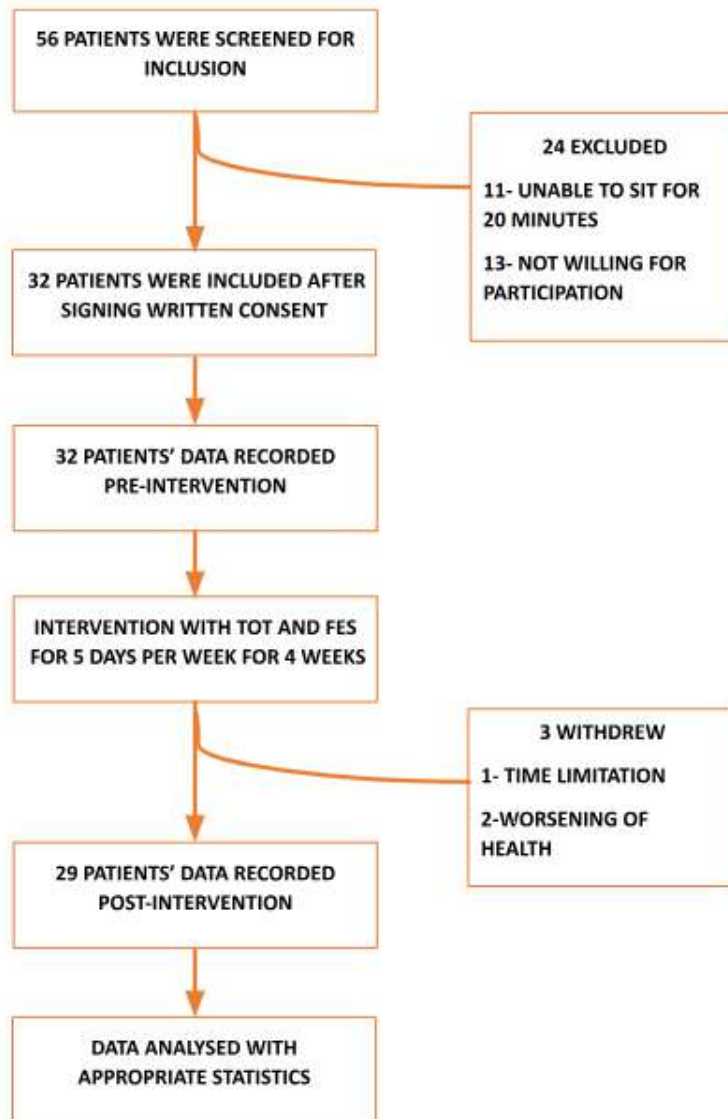 56 PATIENTS WERE SCREENED FOR
INCLUSION
24 EXCLUDED
11- UNABLE TO SIT FOR
20 MINUTES
13- NOT WILLING FOR
PARTICIPATION
32 PATIENTS WERE INCLUDED AFTER
SIGNING WRITTEN CONSENT
32 PATIENTS’ DATA RECORDED
PRE-INTERVENTION
INTERVENTION WITH TOT AND FES
FOR 5 DAYS PER WEEK FOR 4 WEEKS
3 WITHDREW
1- TIME LIMITATION
2-WORSENING OF
HEALTH
29 PATIENTS’ DATA RECORDED
POST-INTERVENTION
DATA ANALYSED WITH
APPROPRIATE STATISTICS